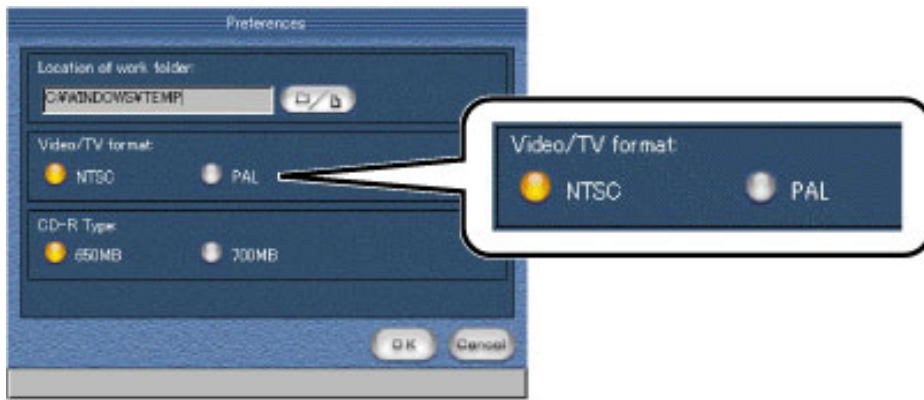 Preferences
Location of work folder:
C:¥WINDOWS¥TEMP
Video/TV format:
NTSC PAL
CD-R Type:
650MB 700MB
OK Cancel
Video/TV format:
NTSC PAL